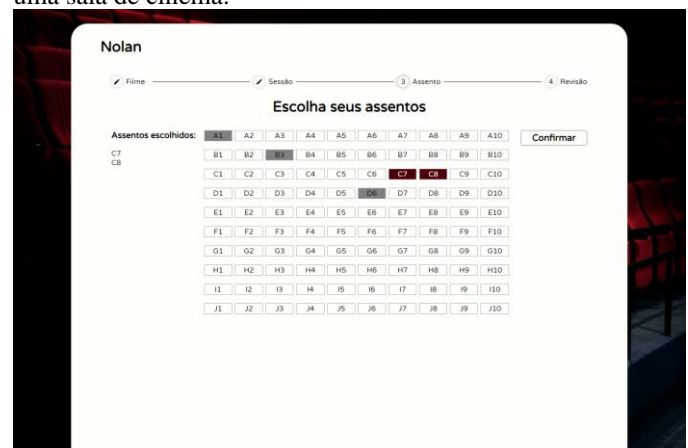 uma sala de cinema.
Nolan
Filme Sessão 3 Assento 4 Revisão
Escolha seus assentos
Assentos escolhidos: A1 A2 A3 A4 A5 A6 A7 A8 A9 A10 Confirmar
C7 B1 B2 B3 B4 B5 B6 B7 B8 B9 B10
C8
C1 C2 C3 C4 C5 C6 C7 C8 C9 C10
D1 D2 D3 D4 D5 D6 D7 D8 D9 D10
E1 E2 E3 E4 E5 E6 E7 E8 E9 E10
F1 F2 F3 F4 F5 F6 F7 F8 F9 F10
G1 G2 G3 G4 G5 G6 G7 G8 G9 G10
H1 H2 H3 H4 H5 H6 H7 H8 H9 H10
I1 I2 I3 I4 I5 I6 I7 I8 I9 I10
J1 J2 J3 J4 J5 J6 J7 J8 J9 J10